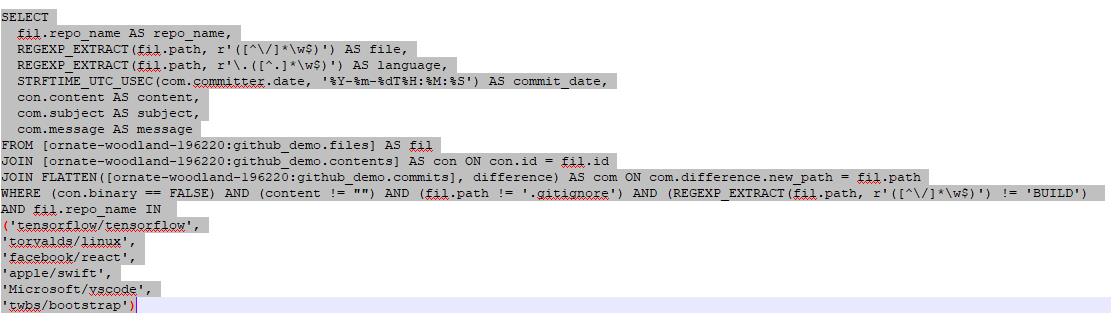 SELECT
fil.repo_name AS repo_name,
REGEXP_EXTRACT(fil.path, r'([^\/]*\w$)') AS file,
REGEXP_EXTRACT(fil.path, r'\.([^.]*\w$)') AS language,
STRFTIME_UTC_USEC(com.committer.date, '%Y-%m-%dT%H:%M:%S') AS commit_date,
con.content AS content,
com.subject AS subject,
com.message AS message
FROM [ornate-woodland-196220:github_demo.files] AS fil
JOIN [ornate-woodland-196220:github_demo.contents] AS con ON con.id = fil.id
JOIN FLATTEN([ornate-woodland-196220:github_demo.commits], difference) AS com ON com.difference.new_path = fil.path
WHERE (con.binary == FALSE) AND (content != "") AND (fil.path != '.gitignore') AND (REGEXP_EXTRACT(fil.path, r'([^\/]*\w$)') != 'BUILD')
AND fil.repo_name IN
('tensorflow/tensorflow',
'torvalds/linux',
'facebook/react',
'apple/swift',
'Microsoft/vscode',
'twbs/bootstrap')